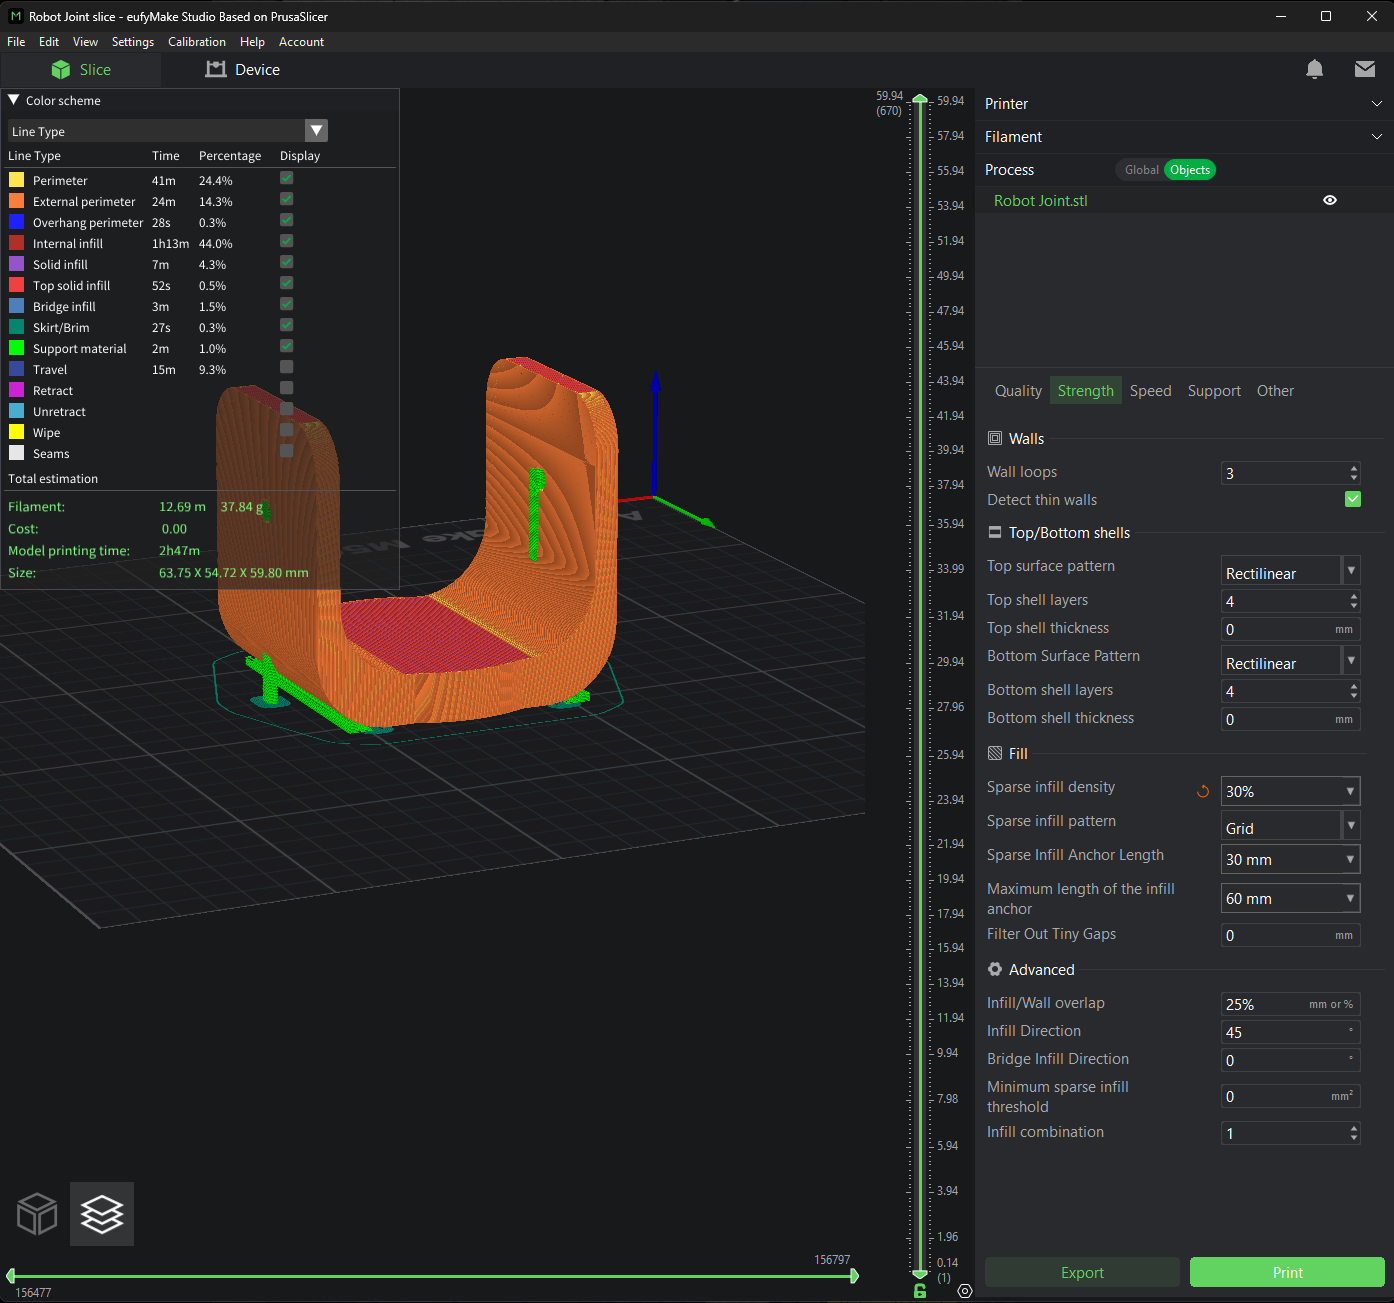 Robot Joint slice - eufyMake Studio Based on PrusaSlicer
File Edit View Settings Calibration Help Account
Slice Device
Color scheme
Line Type
Line Type Time Percentage Display
Perimeter 41m 24.4%
External perimeter 24m 14.3%
Overhang perimeter 28s 0.3%
Internal infill 1h13m 44.0%
Solid infill 7m 4.3%
Top solid infill 52s 0.5%
Bridge infill 3m 1.5%
Skirt/Brim 27s 0.3%
Support material 2m 1.0%
Travel 15m 9.3%
Retract
Unretract
Wipe
Seams
Total estimation
Filament: 12.69 m 37.84 g
Cost: 0.00
Model printing time: 2h47m
Size: 63.75 X 54.72 X 59.80 mm
59.94
(670)
59.94
57.94
55.94
53.94
51.94
49.94
47.94
45.94
43.94
41.94
39.94
37.94
35.94
33.99
31.94
29.94
27.96
25.94
23.94
21.94
19.94
17.94
15.94
13.94
11.94
9.94
7.98
5.94
3.94
1.96
0.14
(1)
156797
156477
Printer
Filament
Process Global Objects
Robot Joint.stl
Quality Strength Speed Support Other
Walls
Wall loops 3
Detect thin walls
Top/Bottom shells
Top surface pattern Rectilinear
Top shell layers 4
Top shell thickness 0 mm
Bottom Surface Pattern Rectilinear
Bottom shell layers 4
Bottom shell thickness 0 mm
Fill
Sparse infill density 30%
Sparse infill pattern Grid
Sparse Infill Anchor Length 30 mm
Maximum length of the infill
anchor 60 mm
Filter Out Tiny Gaps 0 mm
Advanced
Infill/Wall overlap 25% mm or %
Infill Direction 45 °
Bridge Infill Direction 0 °
Minimum sparse infill
threshold 0 mm²
Infill combination 1
Export Print